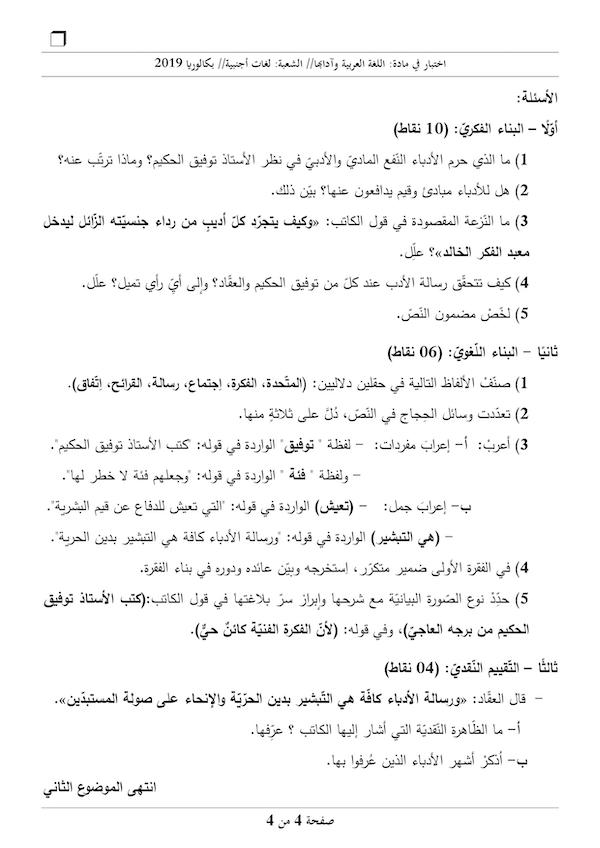 اختبار في مادة: اللغة العربية وآدابها// الشعبة: لغات أجنبية// بكالوريا 2019
الأسئلة:
أوّلًا – البناء الفكريّ: (10 نقاط)
1) ما الذي حرم الأدباء النّفع الماديّ والأدبيّ في نظر الأستاذ توفيق الحكيم؟ وماذا ترتّب عنه؟
2) هل للأدباء مبادئ وقيم يدافعون عنها؟ بيّن ذلك.
3) ما النّزعة المقصودة في قول الكاتب: «وكيف يتجرّد كلّ أديبٍ من رداء جنسيّته الزّائل ليدخل
معبد الفكر الخالد»؟ علّل.
4) كيف تتحقّق رسالة الأدب عند كلّ من توفيق الحكيم والعقّاد؟ وإلى أيّ رأي تميل؟ علّل.
5) لخّصْ مضمون النّصّ.
ثانيًا – البناء اللّغويّ: (06 نقاط)
1) صنّفْ الألفاظ التالية في حقلين دلاليين: (المتّحدة، الفكرة، اِجتماع، رسالة، القرائح، اِتّفاق).
2) تعدّدت وسائل الحِجاج في النّصّ، دُلَّ على ثلاثةٍ منها.
3) أعربْ: أ- إعرابَ مفردات: – لفظة " توفيق" الواردة في قوله: "كتب الأستاذ توفيق الحكيم".
– ولفظة " فئة " الواردة في قوله: "وجعلهم فئة لا خطر لها".
ب- إعرابَ جمل: – (تعيش) الواردة في قوله: "التي تعيش للدفاع عن قيم البشرية".
– (هي التبشير) الواردة في قوله: "ورسالة الأدباء كافة هي التبشير بدين الحرية".
4) في الفقرة الأولى ضمير متكرّر، اِستخرجه وبيّن عائده ودوره في بناء الفقرة.
5) حدّدْ نوع الصّورة البيانيّة مع شرحها وإبراز سرّ بلاغتها في قول الكاتب:(كتب الأستاذ توفيق
الحكيم من برجه العاجيّ)، وفي قوله: (لأنّ الفكرة الفنيّة كائنٌ حيٌّ).
ثالثًا – التّقييم النّقديّ: (04 نقاط)
– قال العقّاد: «ورسالة الأدباء كافّة هي التّبشير بدين الحرّيّة والإنحاء على صولة المستبدّين».
أ- ما الظّاهرة النّقديّة التي أشار إليها الكاتب ؟ عرّفها.
ب- أذكرْ أشهر الأدباء الذين عُرفوا بها.
انتهى الموضوع الثاني
صفحة 4 من 4